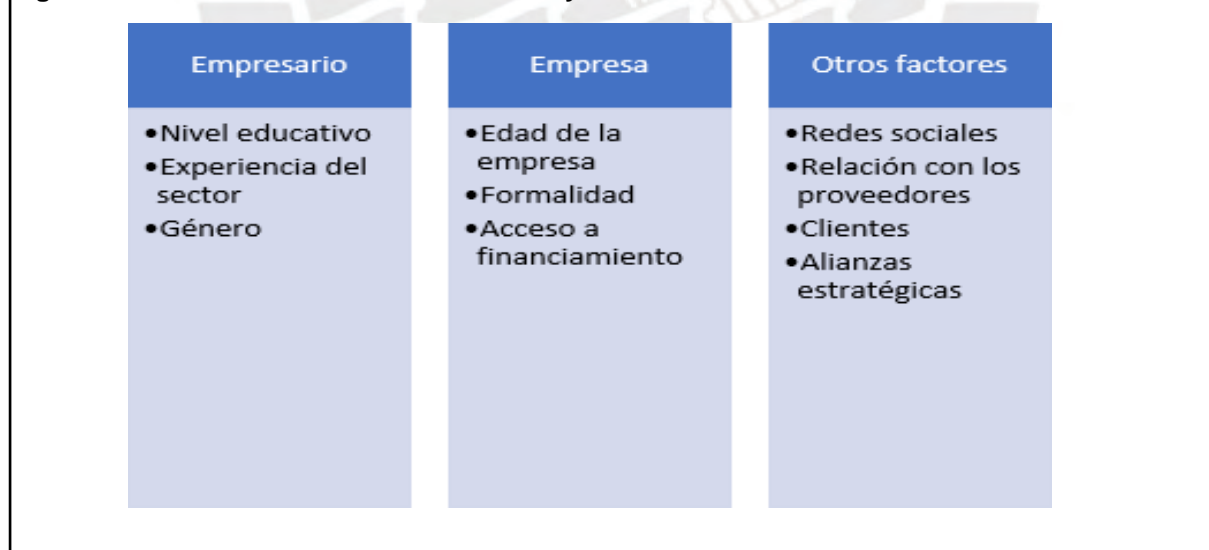 Empresario
•Nivel educativo
•Experiencia del
sector
•Género
Empresa
•Edad de la
empresa
•Formalidad
•Acceso a
financiamiento
Otros factores
•Redes sociales
•Relación con los
proveedores
•Clientes
•Alianzas
estratégicas